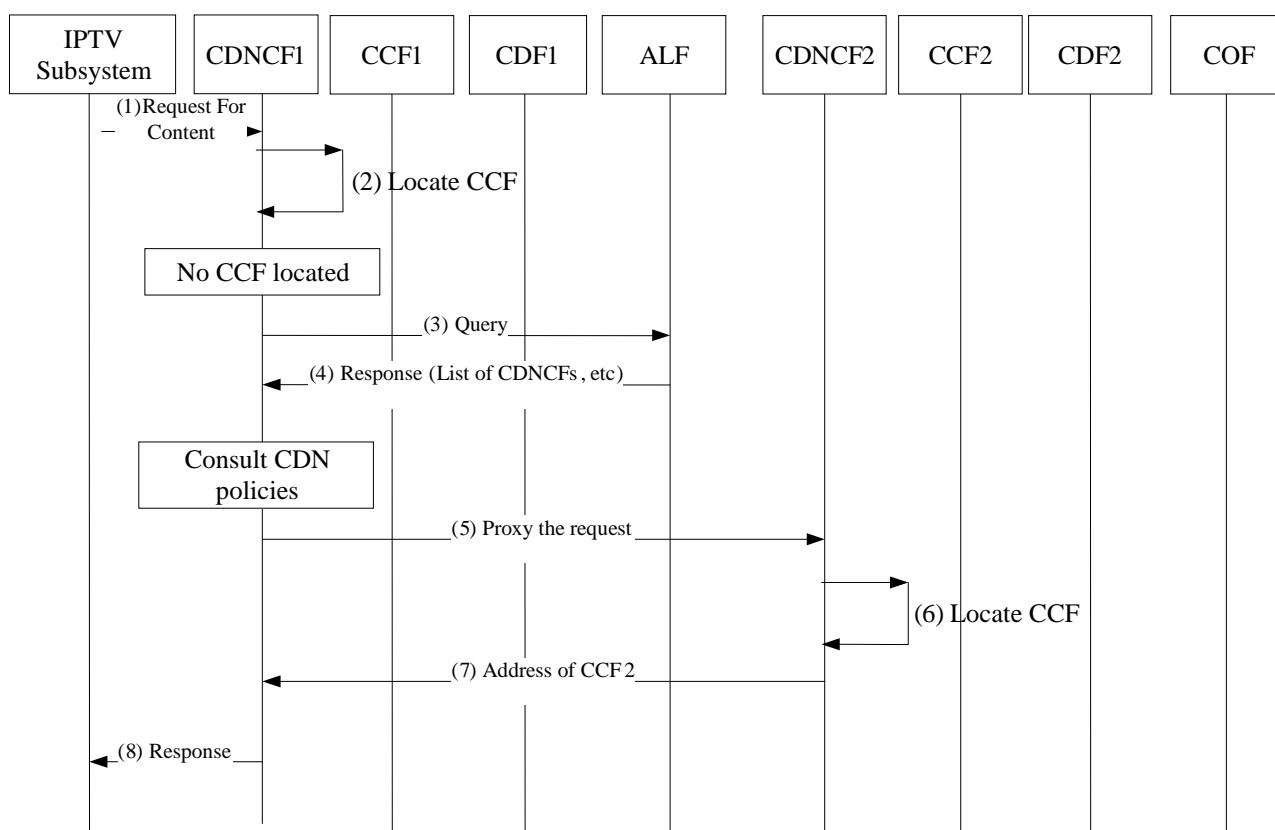 IPTV
Subsystem
CDNCF1
CCF1
CDF1
ALF
CDNCF2
CCF2
CDF2
COF
(1)Request For
Content
(2) Locate CCF
No CCF located
(3) Query
(4) Response (List of CDNCFs, etc)
Consult CDN
policies
(5) Proxy the request
(6) Locate CCF
(7) Address of CCF2
(8) Response